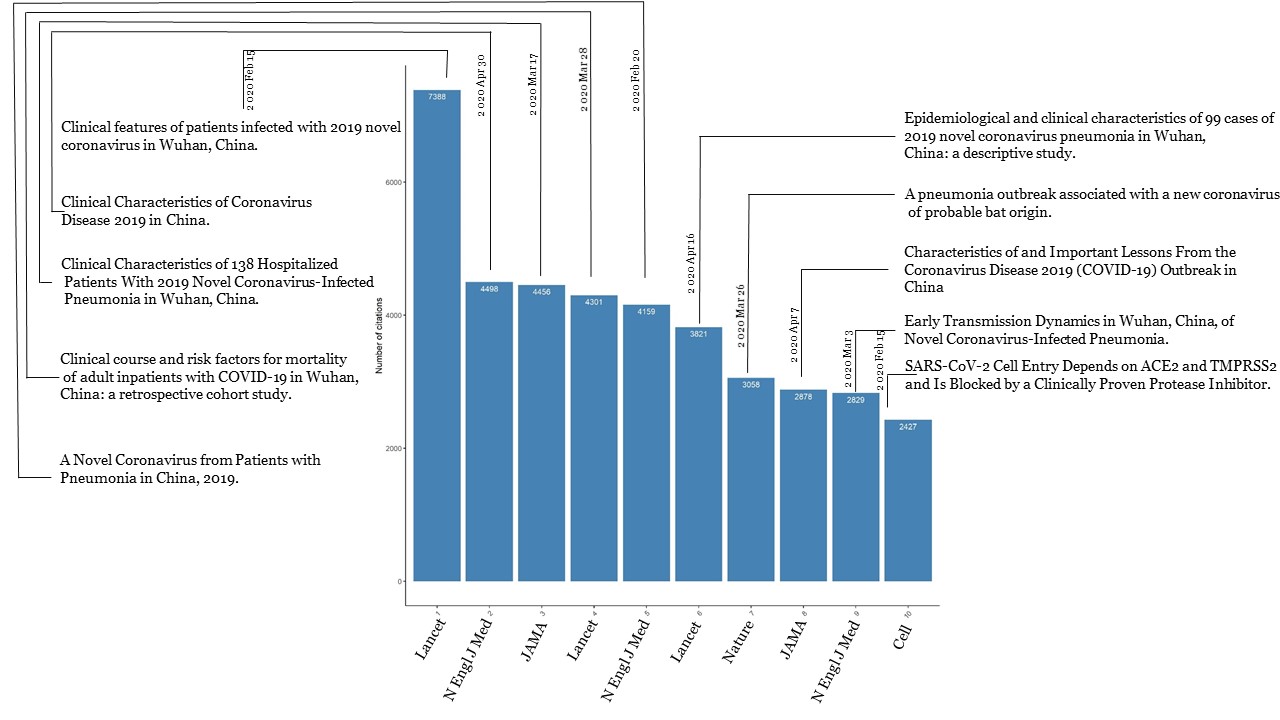 2020 Feb 15
2020 Apr 30
2020 Mar 17
2020 Mar 28
2020 Feb 20
Clinical features of patients infected with 2019 novel
coronavirus in Wuhan, China.
Clinical Characteristics of Coronavirus
Disease 2019 in China.
Clinical Characteristics of 138 Hospitalized
Patients With 2019 Novel Coronavirus-Infected
Pneumonia in Wuhan, China.
Clinical course and risk factors for mortality
of adult inpatients with COVID-19 in Wuhan,
China: a retrospective cohort study.
A Novel Coronavirus from Patients with
Pneumonia in China, 2019.
Number of citations
6000
4000
2000
0
7388
4498
4456
4301
4159
3821
3058
2878
2829
2427
2020 Apr 16
2020 Mar 26
2020 Apr 7
2020 Mar 3
2020 Feb 15
Epidemiological and clinical characteristics of 99 cases of
2019 novel coronavirus pneumonia in Wuhan,
China: a descriptive study.
A pneumonia outbreak associated with a new coronavirus
of probable bat origin.
Characteristics of and Important Lessons From the
Coronavirus Disease 2019 (COVID-19) Outbreak in
China
Early Transmission Dynamics in Wuhan, China, of
Novel Coronavirus-Infected Pneumonia.
SARS-CoV-2 Cell Entry Depends on ACE2 and TMPRSS2
and Is Blocked by a Clinically Proven Protease Inhibitor.
Lancet 1
N Engl J Med 2
JAMA 3
Lancet 4
N Engl J Med 5
Lancet 6
Nature 7
JAMA 8
N Engl J Med 9
Cell 10